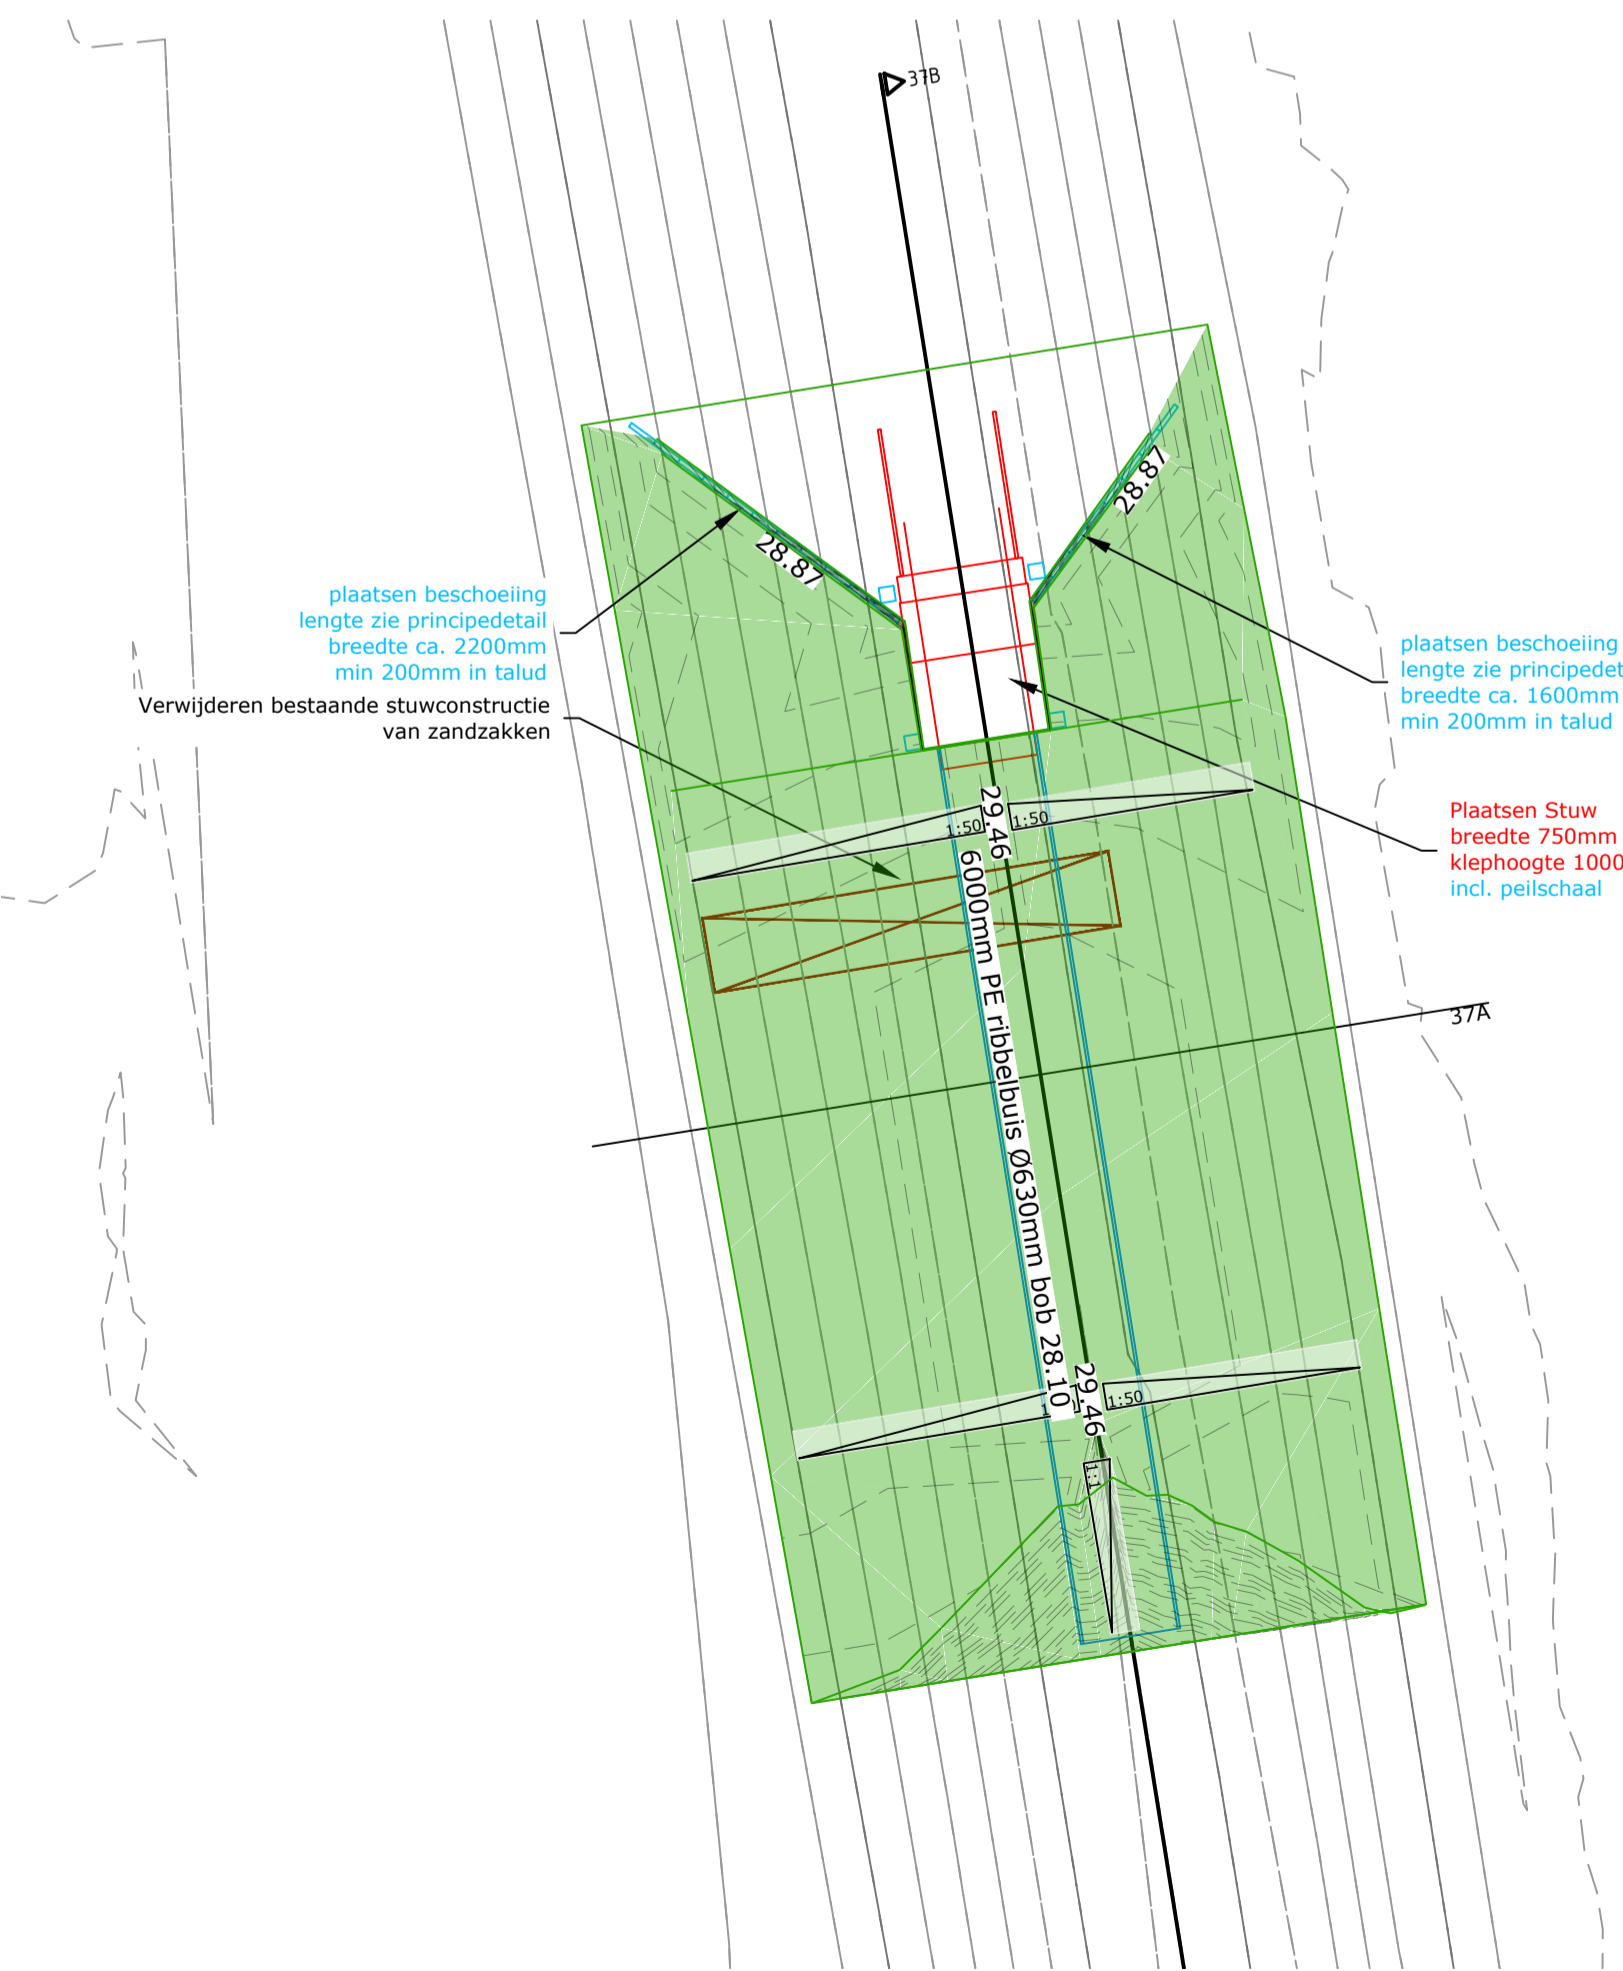 37B
28.87
28.87
plaatsen beschoeiing
lengte zie principedetail
breedte ca. 2200mm
min 200mm in talud
Verwijderen bestaande stuwconstructie
van zandzakken
plaatsen beschoeiing
lengte zie principedet
breedte ca. 1600mm
min 200mm in talud
Plaatsen Stuw
breedte 750mm
klephoogte 1000
incl. peilschaal
29.46
1:50
1:50
6000mm PE ribbelbuis Ø630mm bob 28.10
37A
29.46
1:50
1:1